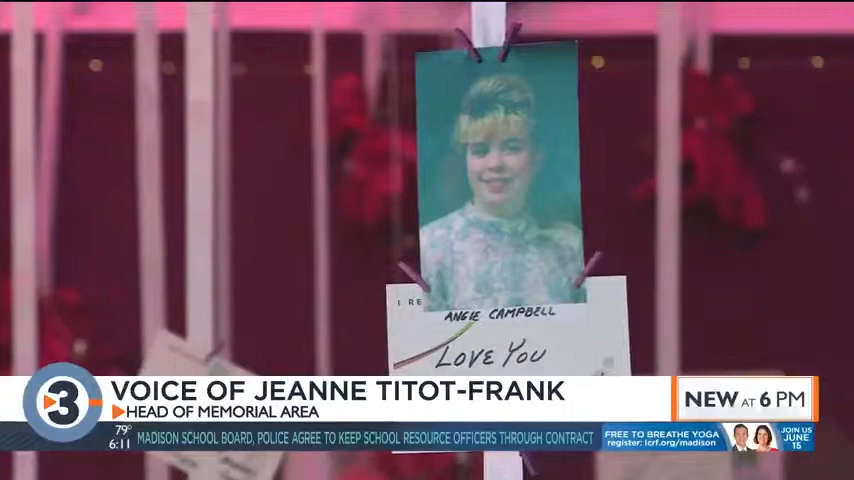 I RE
ANGIE CAMPBELL
LOVE YOU
3
VOICE OF JEANNE TITOT-FRANK
HEAD OF MEMORIAL AREA
NEW AT 6 PM
79°
6:11
MADISON SCHOOL BOARD, POLICE AGREE TO KEEP SCHOOL RESOURCE OFFICERS THROUGH CONTRACT
FREE TO BREATHE YOGA
register: lcrf.org/madison
JOIN US
JUNE
15